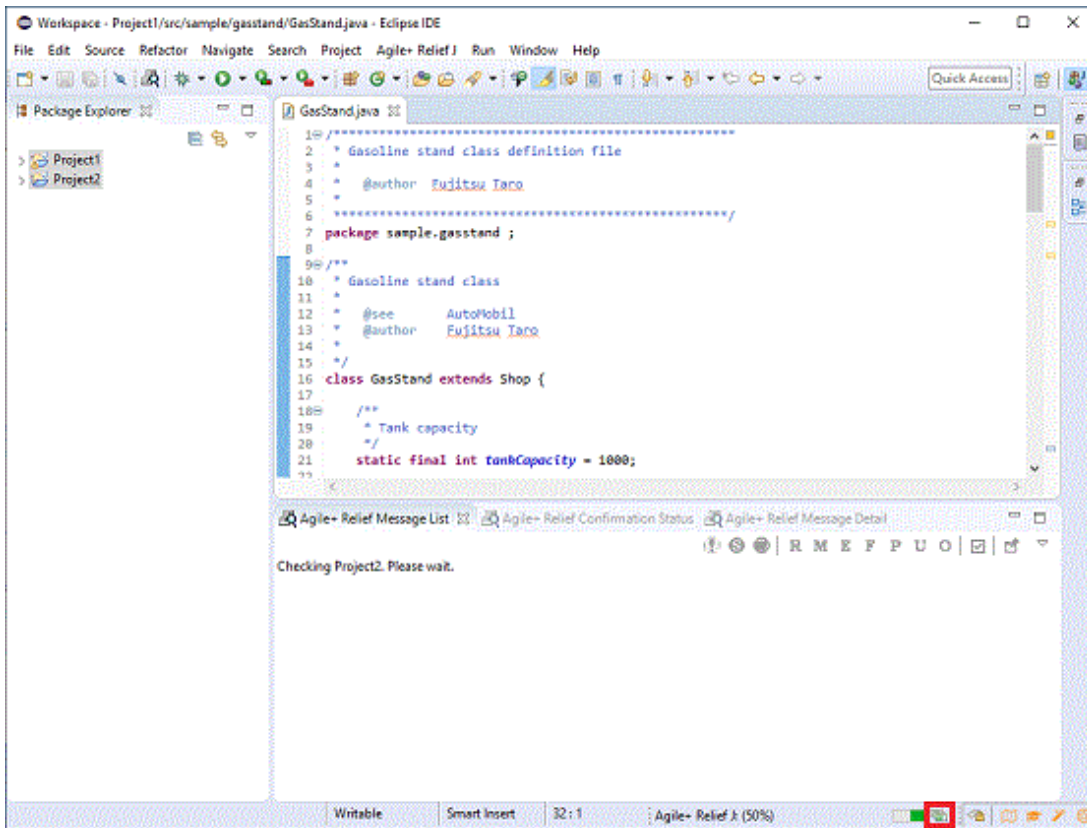 Workspace - Project1/src/sample/gasstand/GasStand.java - Eclipse IDE
File Edit Source Refactor Navigate Search Project Agile+ Relief J Run Window Help
Quick Access
Package Explorer
GasStand.java
Project1
Project2
1 /******************************************************
2 * Gasoline stand class definition file
3 *
4 * @author Fujitsu Taro
5 *
6 ******************************************************/
7 package sample.gasstand ;
8
9 /**
10 * Gasoline stand class
11 *
12 * @see AutoMobil
13 * @author Fujitsu Taro
14 *
15 */
16 class GasStand extends Shop {
17
18 /**
19 * Tank capacity
20 */
21 static final int tankCapacity = 1000;
22
Agile+ Relief Message List Agile+ Relief Confirmation Status Agile+ Relief Message Detail
R M E F P U O
Checking Project2. Please wait.
Writable Smart Insert 32 : 1 Agile+ Relief J: (50%)